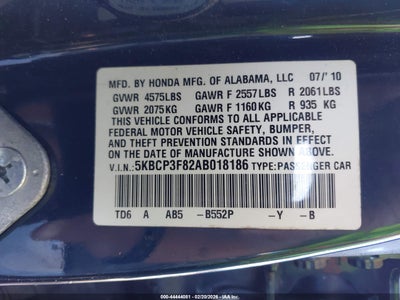 MFD. BY HONDA MFG. OF ALABAMA, LLC 07/'10
GVWR 4575LBS GAWR F 2557LBS R 2061LBS
GVWR 2075KG GAWR F 1160KG R 935 KG
THIS VEHICLE CONFORMS TO ALL APPLICABLE
FEDERAL MOTOR VEHICLE SAFETY, BUMPER,
AND THEFT PREVENTION STANDARDS IN EFFECT
ON THE DATE OF MANUFACTURE SHOWN ABOVE.
V.I.N.: 5KBCP3F82AB018186 TYPE: PASSENGER CAR
TD6 A AB5 -B552P -Y -B
ID: 000-44444081 - 02/20/2026 - IAA Inc.